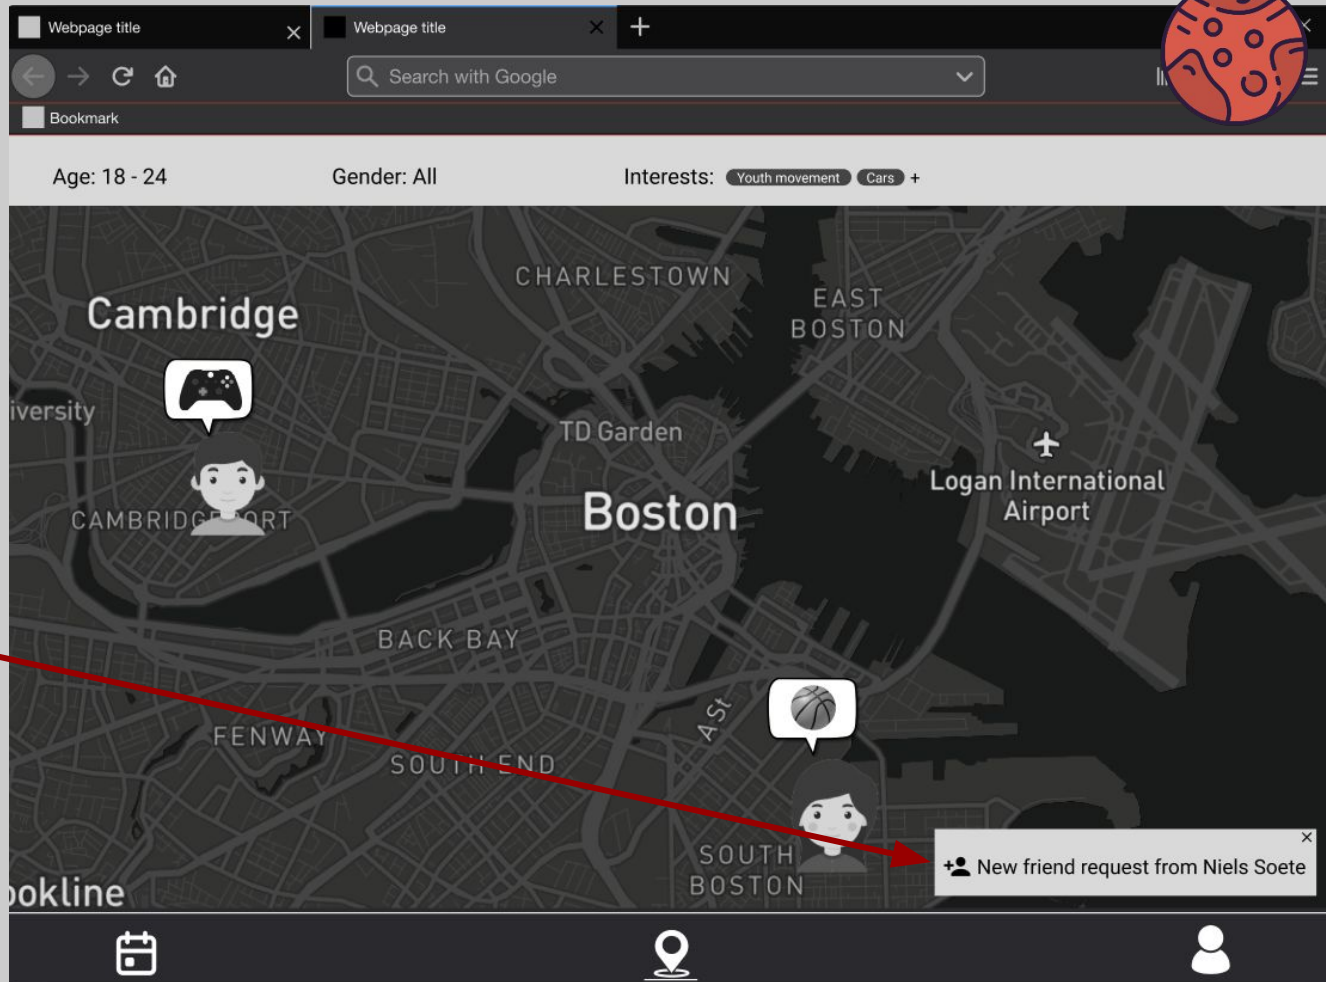 Webpage title
Webpage title
Search with Google
Bookmark
Age: 18 - 24
Gender: All
Interests: Youth movement Cars +
CHARLESTOWN
EAST
BOSTON
Cambridge
iversity
TD Garden
Logan International
Airport
Boston
CAMBRIDGEPORT
BACK BAY
A St
FENWAY
SOUTH END
SOUTH
BOSTON
New friend request from Niels Soete
ookline